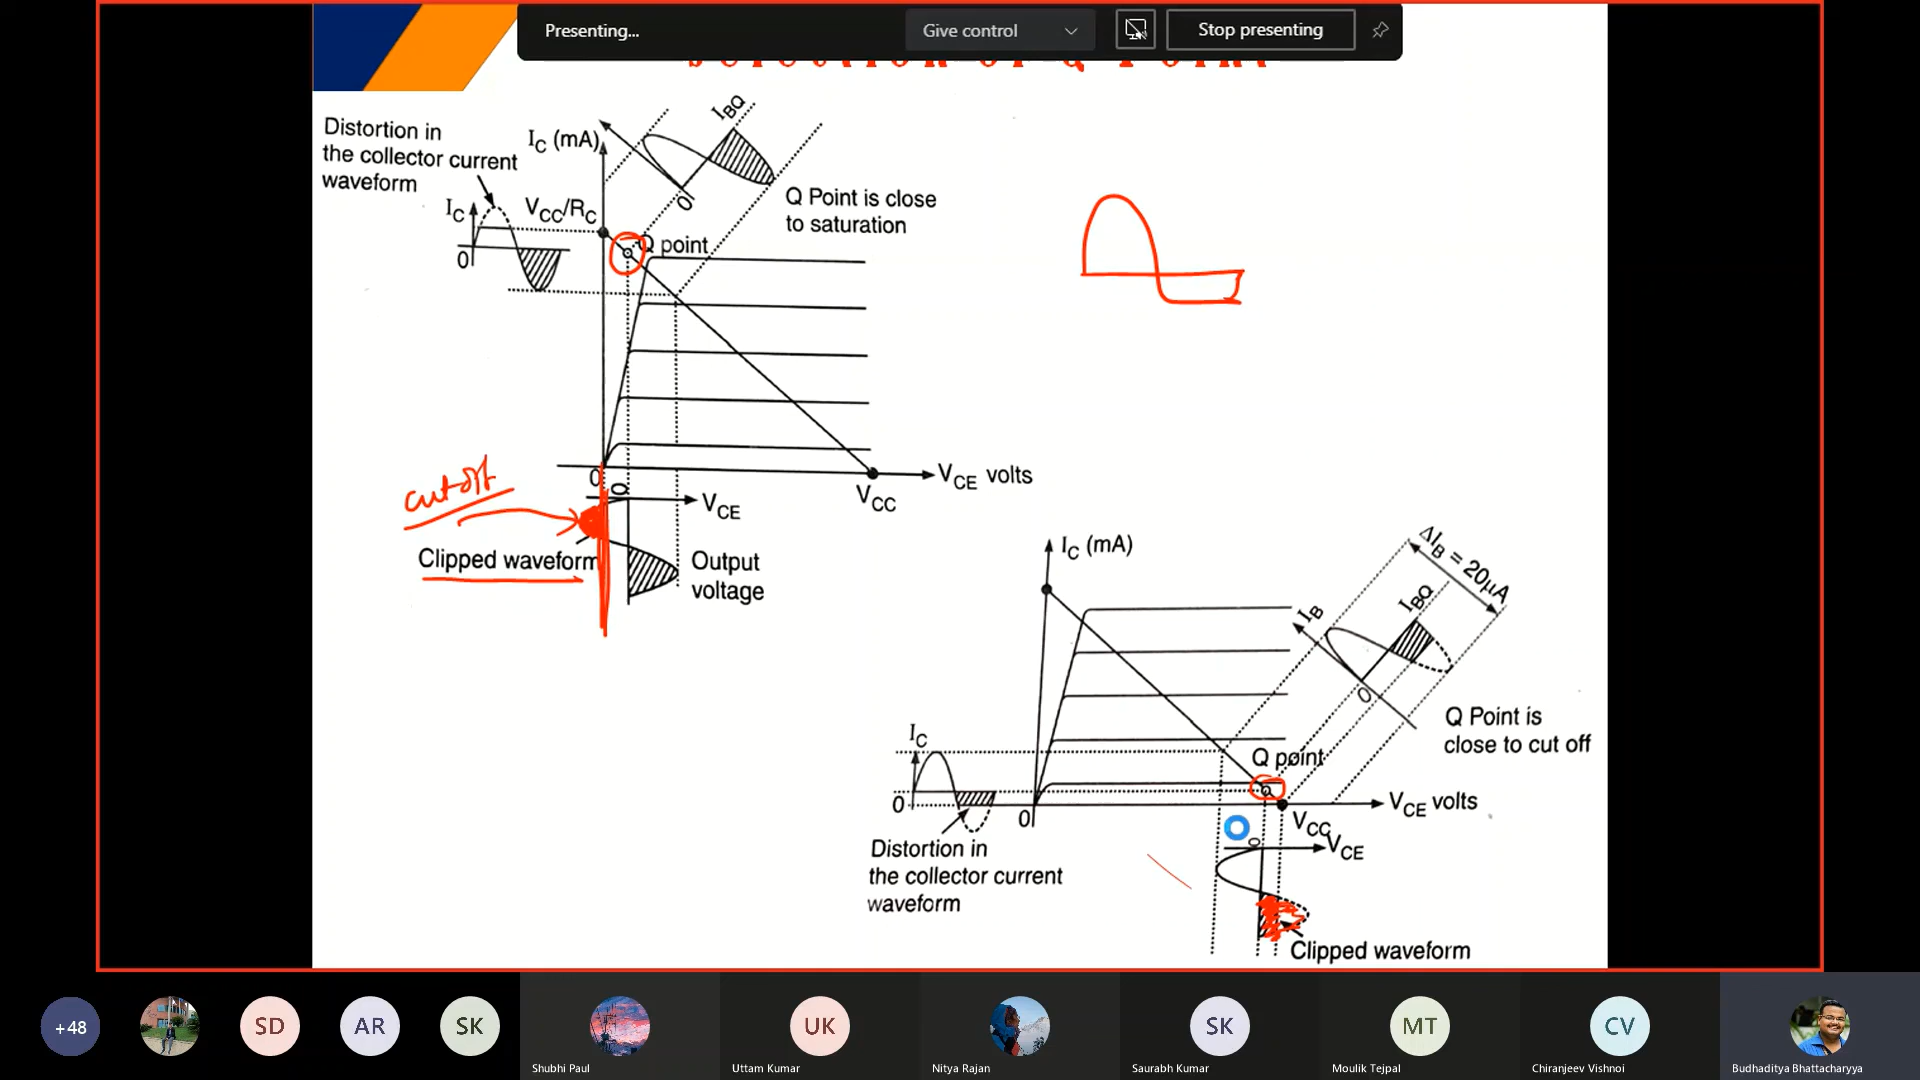 Presenting...
Give control
Stop presenting
Selection of Q Point
Distortion in
the collector current
waveform
IC (mA)
IBQ
0
Q Point is close
to saturation
IC
VCC/RC
0
Q point
0
VCE volts
VCC
cutoff
0
VCE
Clipped waveform
Output
voltage
IC (mA)
ΔIB = 20μA
IBQ
IB
0
Q Point is
close to cut off
IC
Q point
0
0
VCE volts
VCC
0
VCE
Distortion in
the collector current
waveform
Clipped waveform
+48
SD
AR
SK
UK
SK
MT
CV
Shubhi Paul
Uttam Kumar
Nitya Rajan
Saurabh Kumar
Moulik Tejpal
Chiranjeev Vishnoi
Budhaditya Bhattacharyya